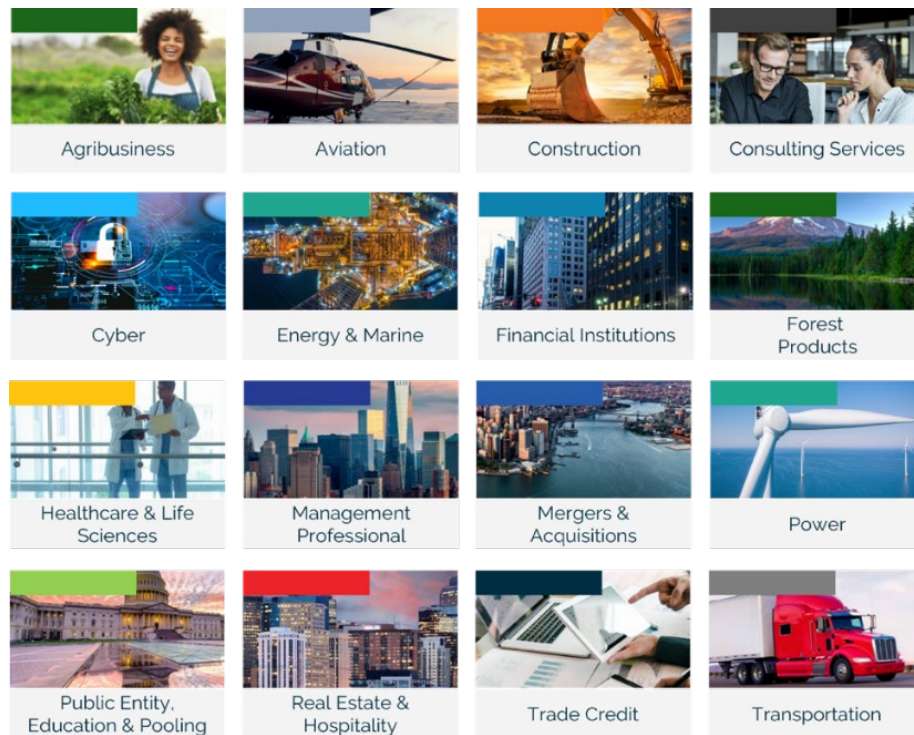 Agribusiness
Aviation
Construction
Consulting Services
Cyber
Energy & Marine
Financial Institutions
Forest
Products
Healthcare & Life
Sciences
Management
Professional
Mergers &
Acquisitions
Power
Public Entity,
Education & Pooling
Real Estate &
Hospitality
Trade Credit
Transportation